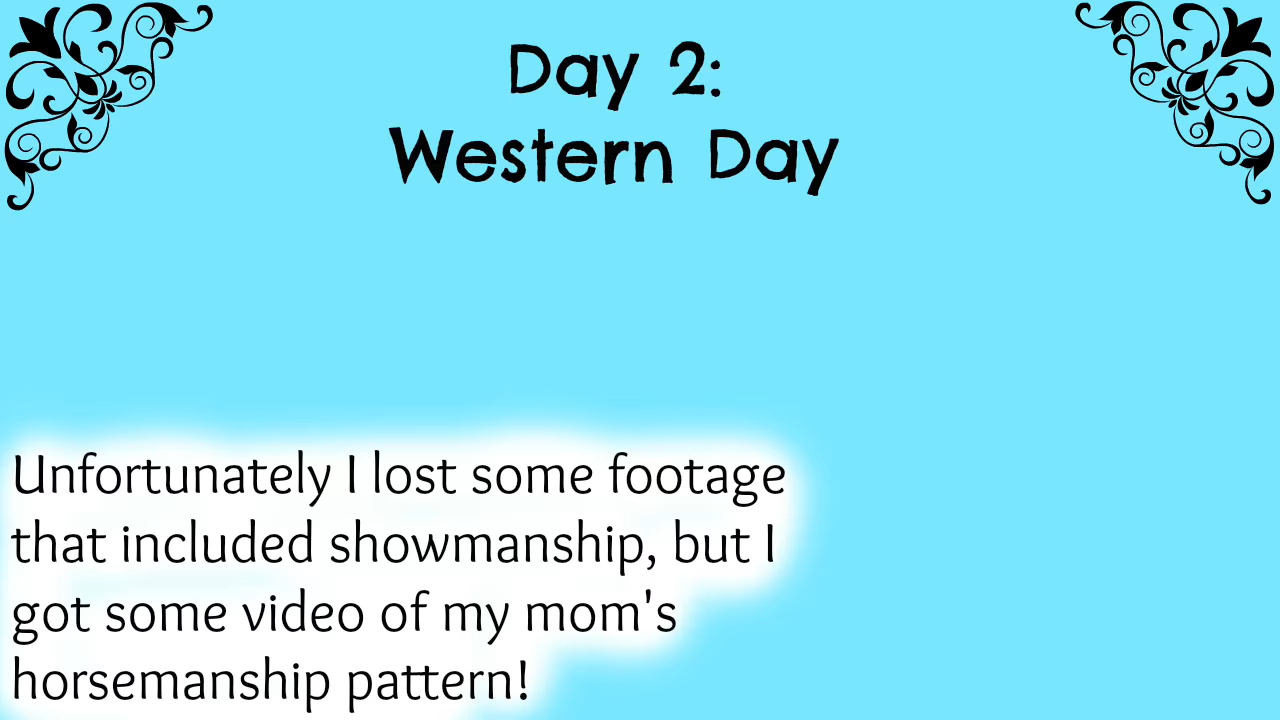 Day 2:
Western Day
Unfortunately I lost some footage
that included showmanship, but I
got some video of my mom's
horsemanship pattern!